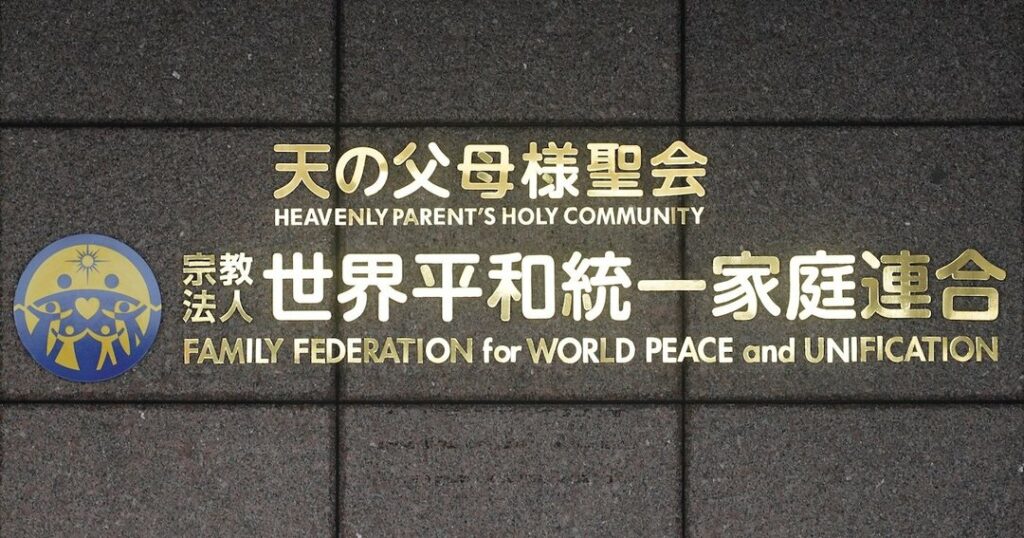 天の父母様聖会
HEAVENLY PARENT'S HOLY COMMUNITY
宗教法人 世界平和統一家庭連合
FAMILY FEDERATION for WORLD PEACE and UNIFICATION